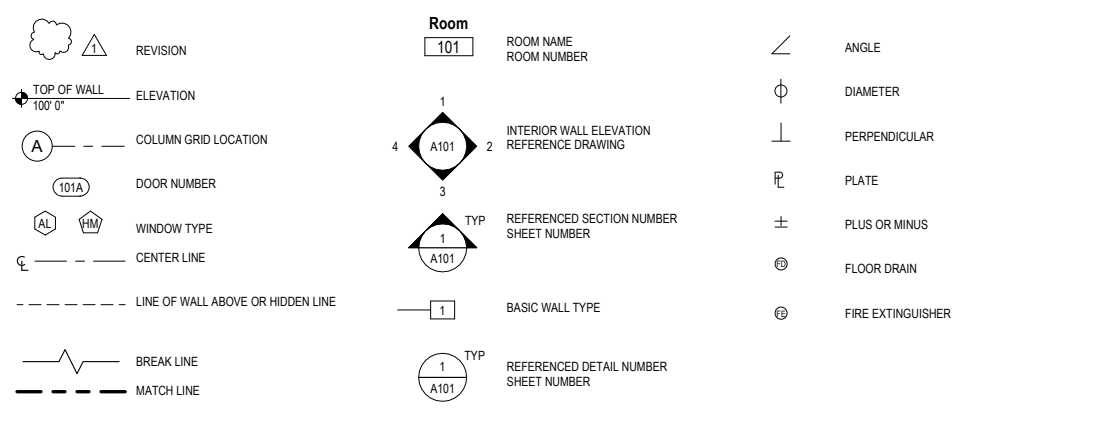 1
REVISION
TOP OF WALL
100' 0"
ELEVATION
A
COLUMN GRID LOCATION
101A
DOOR NUMBER
AL
HM
WINDOW TYPE
CENTER LINE
LINE OF WALL ABOVE OR HIDDEN LINE
BREAK LINE
MATCH LINE
Room
101
ROOM NAME
ROOM NUMBER
1
4
A101
2
3
INTERIOR WALL ELEVATION
REFERENCE DRAWING
TYP
1
A101
REFERENCED SECTION NUMBER
SHEET NUMBER
1
BASIC WALL TYPE
TYP
1
A101
REFERENCED DETAIL NUMBER
SHEET NUMBER
ANGLE
DIAMETER
PERPENDICULAR
PLATE
±
PLUS OR MINUS
FD
FLOOR DRAIN
FE
FIRE EXTINGUISHER